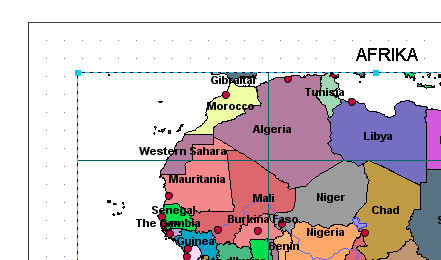 AFRIKA
Gibraltar
Tunisia
Morocco
Algeria
Libya
Western Sahara
Mauritania
Mali
Niger
Chad
Senegal
The Gambia
Burkina Faso
Nigeria
Guinea
Benin